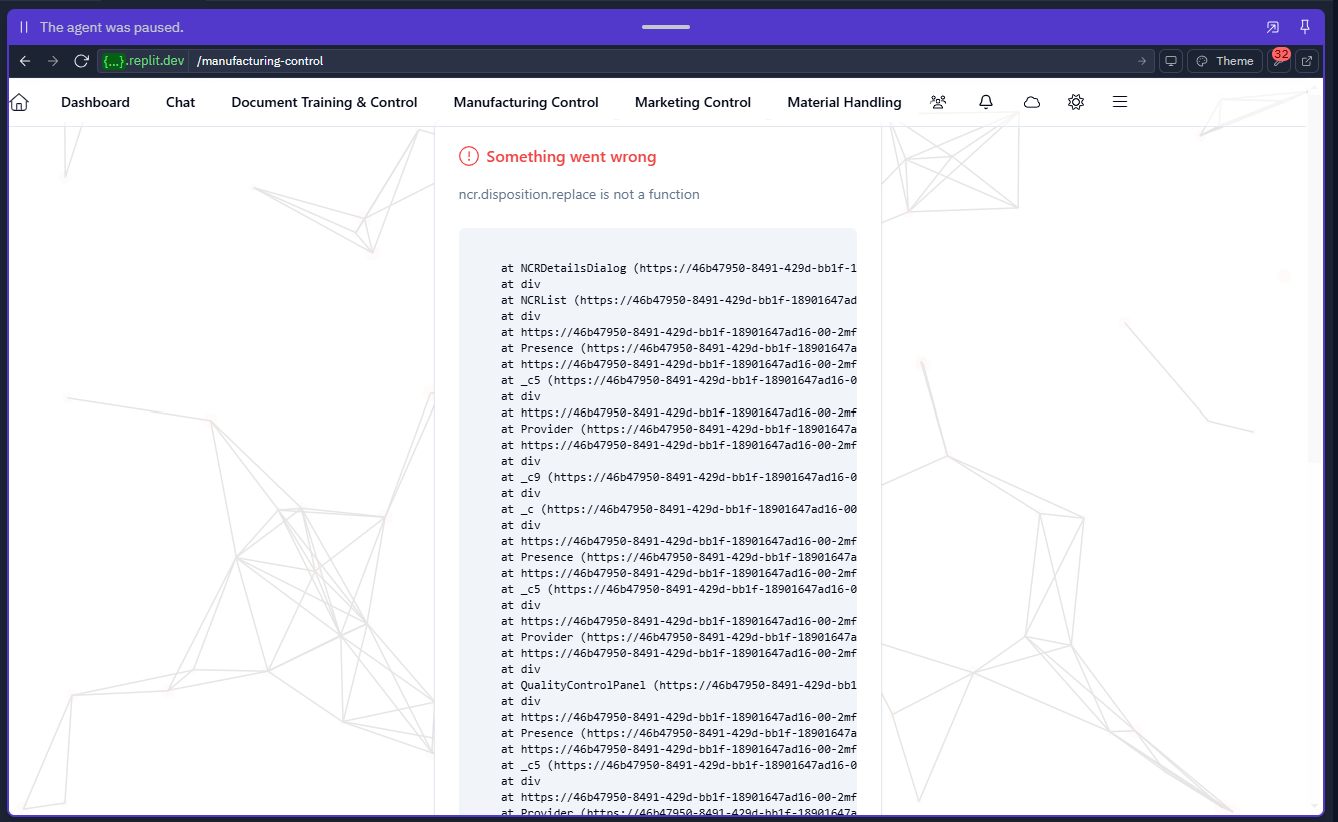 The agent was paused.
{...}.replit.dev /manufacturing-control
Theme
32
Dashboard Chat Document Training & Control Manufacturing Control Marketing Control Material Handling
Something went wrong
ncr.disposition.replace is not a function
at NCRDetailsDialog (https://46b47950-8491-429d-bb1f-1
at div
at NCRList (https://46b47950-8491-429d-bb1f-18901647ad
at div
at https://46b47950-8491-429d-bb1f-18901647ad16-00-2mf
at Presence (https://46b47950-8491-429d-bb1f-18901647a
at https://46b47950-8491-429d-bb1f-18901647ad16-00-2mf
at _c5 (https://46b47950-8491-429d-bb1f-18901647ad16-0
at div
at https://46b47950-8491-429d-bb1f-18901647ad16-00-2mf
at Provider (https://46b47950-8491-429d-bb1f-18901647a
at https://46b47950-8491-429d-bb1f-18901647ad16-00-2mf
at div
at _c9 (https://46b47950-8491-429d-bb1f-18901647ad16-0
at div
at _c (https://46b47950-8491-429d-bb1f-18901647ad16-00
at div
at https://46b47950-8491-429d-bb1f-18901647ad16-00-2mf
at Presence (https://46b47950-8491-429d-bb1f-18901647a
at https://46b47950-8491-429d-bb1f-18901647ad16-00-2mf
at _c5 (https://46b47950-8491-429d-bb1f-18901647ad16-0
at div
at https://46b47950-8491-429d-bb1f-18901647ad16-00-2mf
at Provider (https://46b47950-8491-429d-bb1f-18901647a
at https://46b47950-8491-429d-bb1f-18901647ad16-00-2mf
at div
at QualityControlPanel (https://46b47950-8491-429d-bb1
at div
at https://46b47950-8491-429d-bb1f-18901647ad16-00-2mf
at Presence (https://46b47950-8491-429d-bb1f-18901647a
at https://46b47950-8491-429d-bb1f-18901647ad16-00-2mf
at _c5 (https://46b47950-8491-429d-bb1f-18901647ad16-0
at div
at https://46b47950-8491-429d-bb1f-18901647ad16-00-2mf
at Provider (https://46b47950-8491-429d-bb1f-18901647a